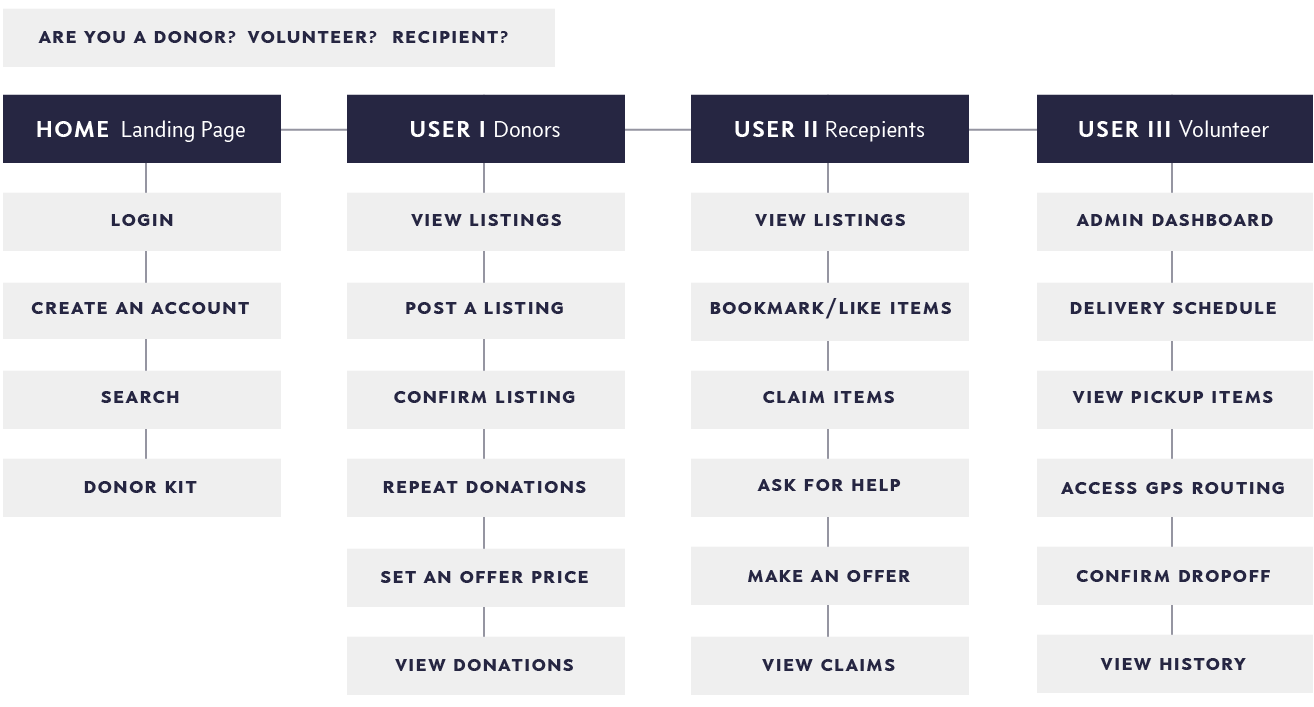 ARE YOU A DONOR? VOLUNTEER? RECIPIENT?
HOME Landing Page
LOGIN
CREATE AN ACCOUNT
SEARCH
DONOR KIT
USER I Donors
VIEW LISTINGS
POST A LISTING
CONFIRM LISTING
REPEAT DONATIONS
SET AN OFFER PRICE
VIEW DONATIONS
USER II Recepients
VIEW LISTINGS
BOOKMARK/LIKE ITEMS
CLAIM ITEMS
ASK FOR HELP
MAKE AN OFFER
VIEW CLAIMS
USER III Volunteer
ADMIN DASHBOARD
DELIVERY SCHEDULE
VIEW PICKUP ITEMS
ACCESS GPS ROUTING
CONFIRM DROPOFF
VIEW HISTORY